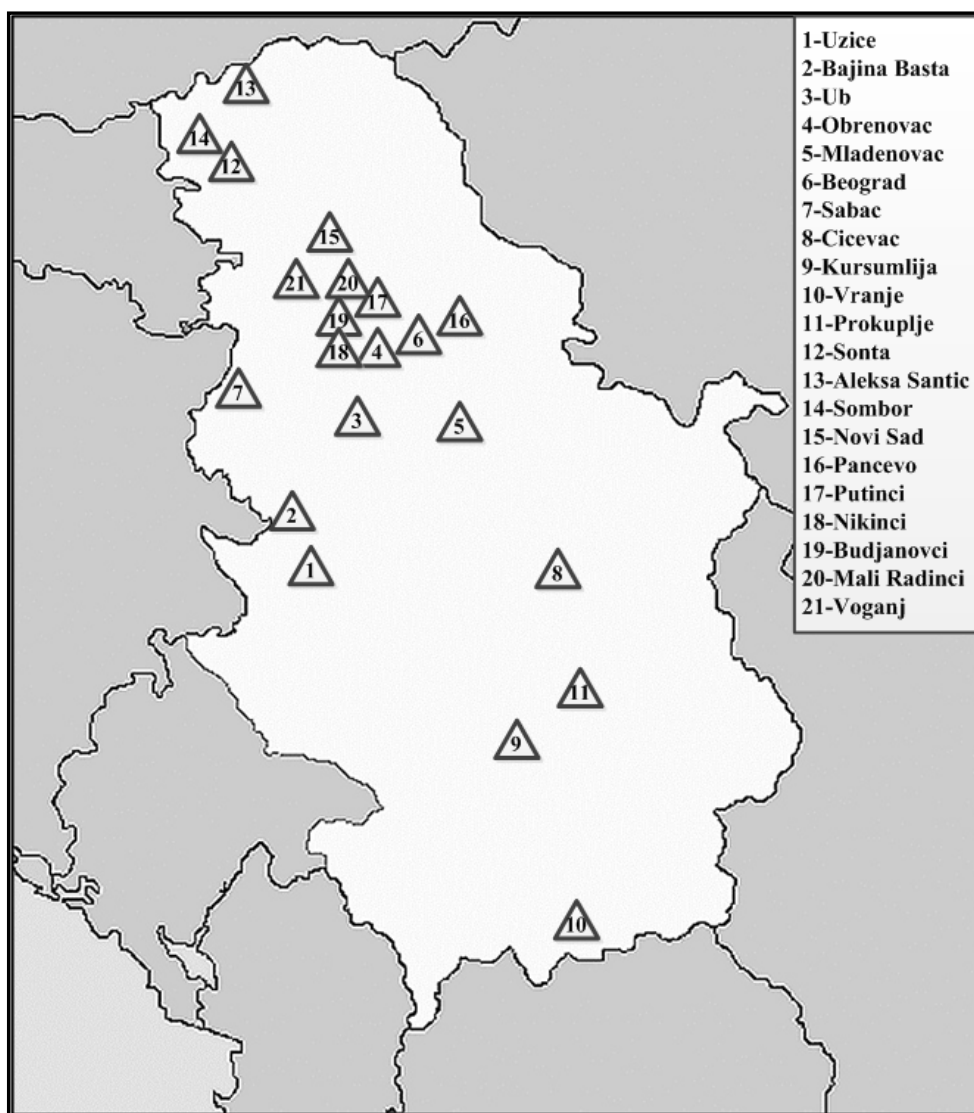 1-Uzice
2-Bajina Basta
3-Ub
4-Obrenovac
5-Mladenovac
6-Beograd
7-Sabac
8-Cicevac
9-Kursumlija
10-Vranje
11-Prokuplje
12-Sonta
13-Aleksa Santic
14-Sombor
15-Novi Sad
16-Pancevo
17-Putinci
18-Nikinci
19-Budjanovci
20-Mali Radinci
21-Voganj
13
14
12
15
21
20
17
19
16
6
18
4
7
3
5
2
1
8
11
9
10